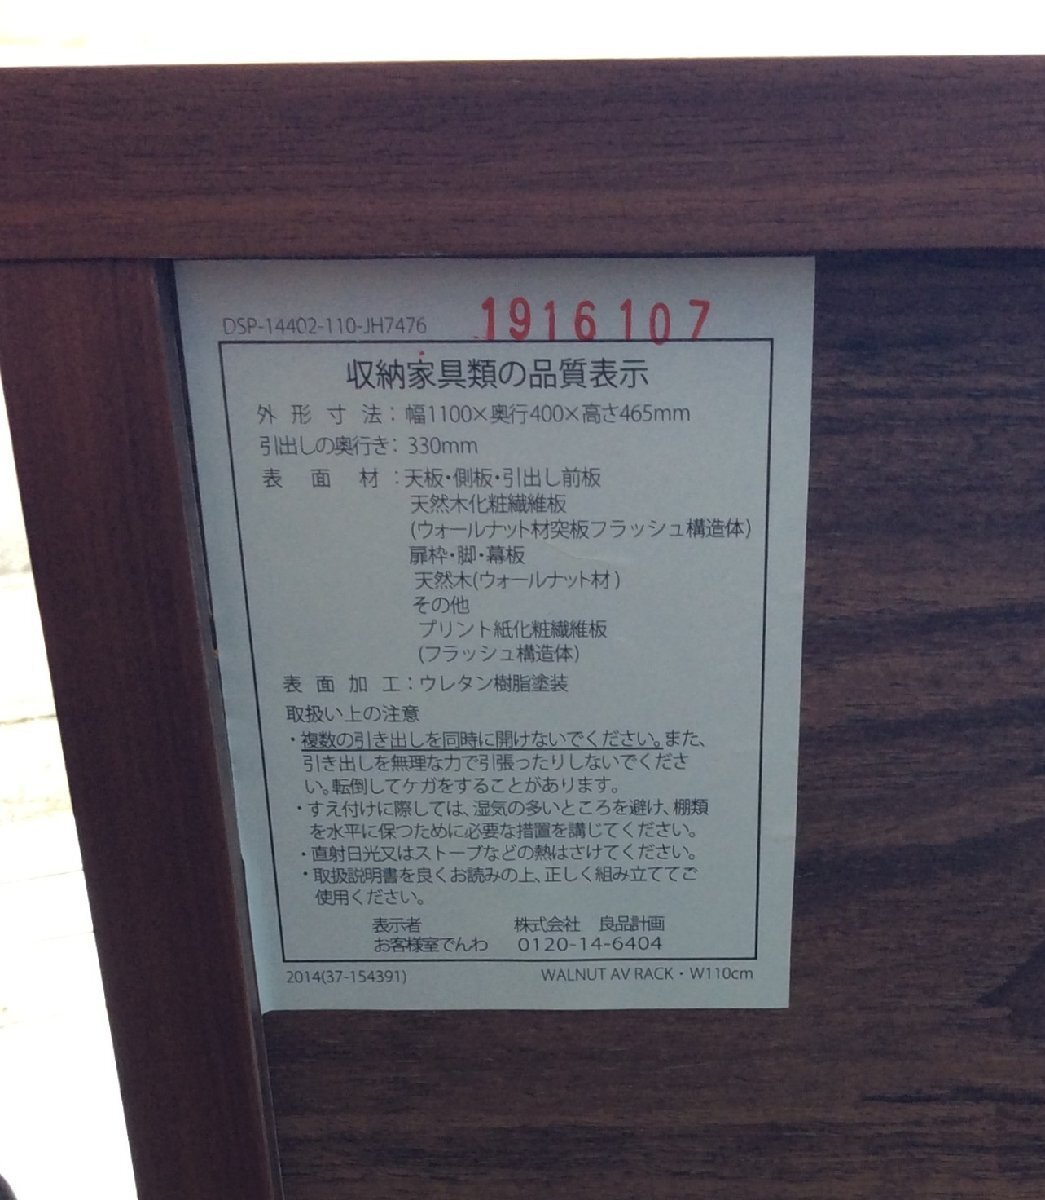 DSP-14402-110-JH7476 1916107
収納家具類の品質表示
外形寸法:幅1100×奥行400×高さ465mm
引出しの奥行き:330mm
表面材:天板・側板・引出し前板
天然木化粧繊維板
(ウォールナット材突板フラッシュ構造体)
扉枠・脚・幕板
天然木(ウォールナット材)
その他
プリント紙化粧繊維板
(フラッシュ構造体)
表面加工:ウレタン樹脂塗装
取扱い上の注意
・複数の引き出しを同時に開けないでください。また、
引き出しを無理な力で引張ったりしないでくださ
い。転倒してケガをすることがあります。
・すえ付けに際しては、湿気の多いところを避け、棚類
を水平に保つために必要な措置を講じてください。
・直射日光又はストーブなどの熱はさけてください。
・取扱説明書を良くお読みの上、正しく組み立ててご
使用ください。
表示者 株式会社 良品計画
お客様室でんわ 0120-14-6404
2014(37-154391) WALNUT AV RACK・W110cm